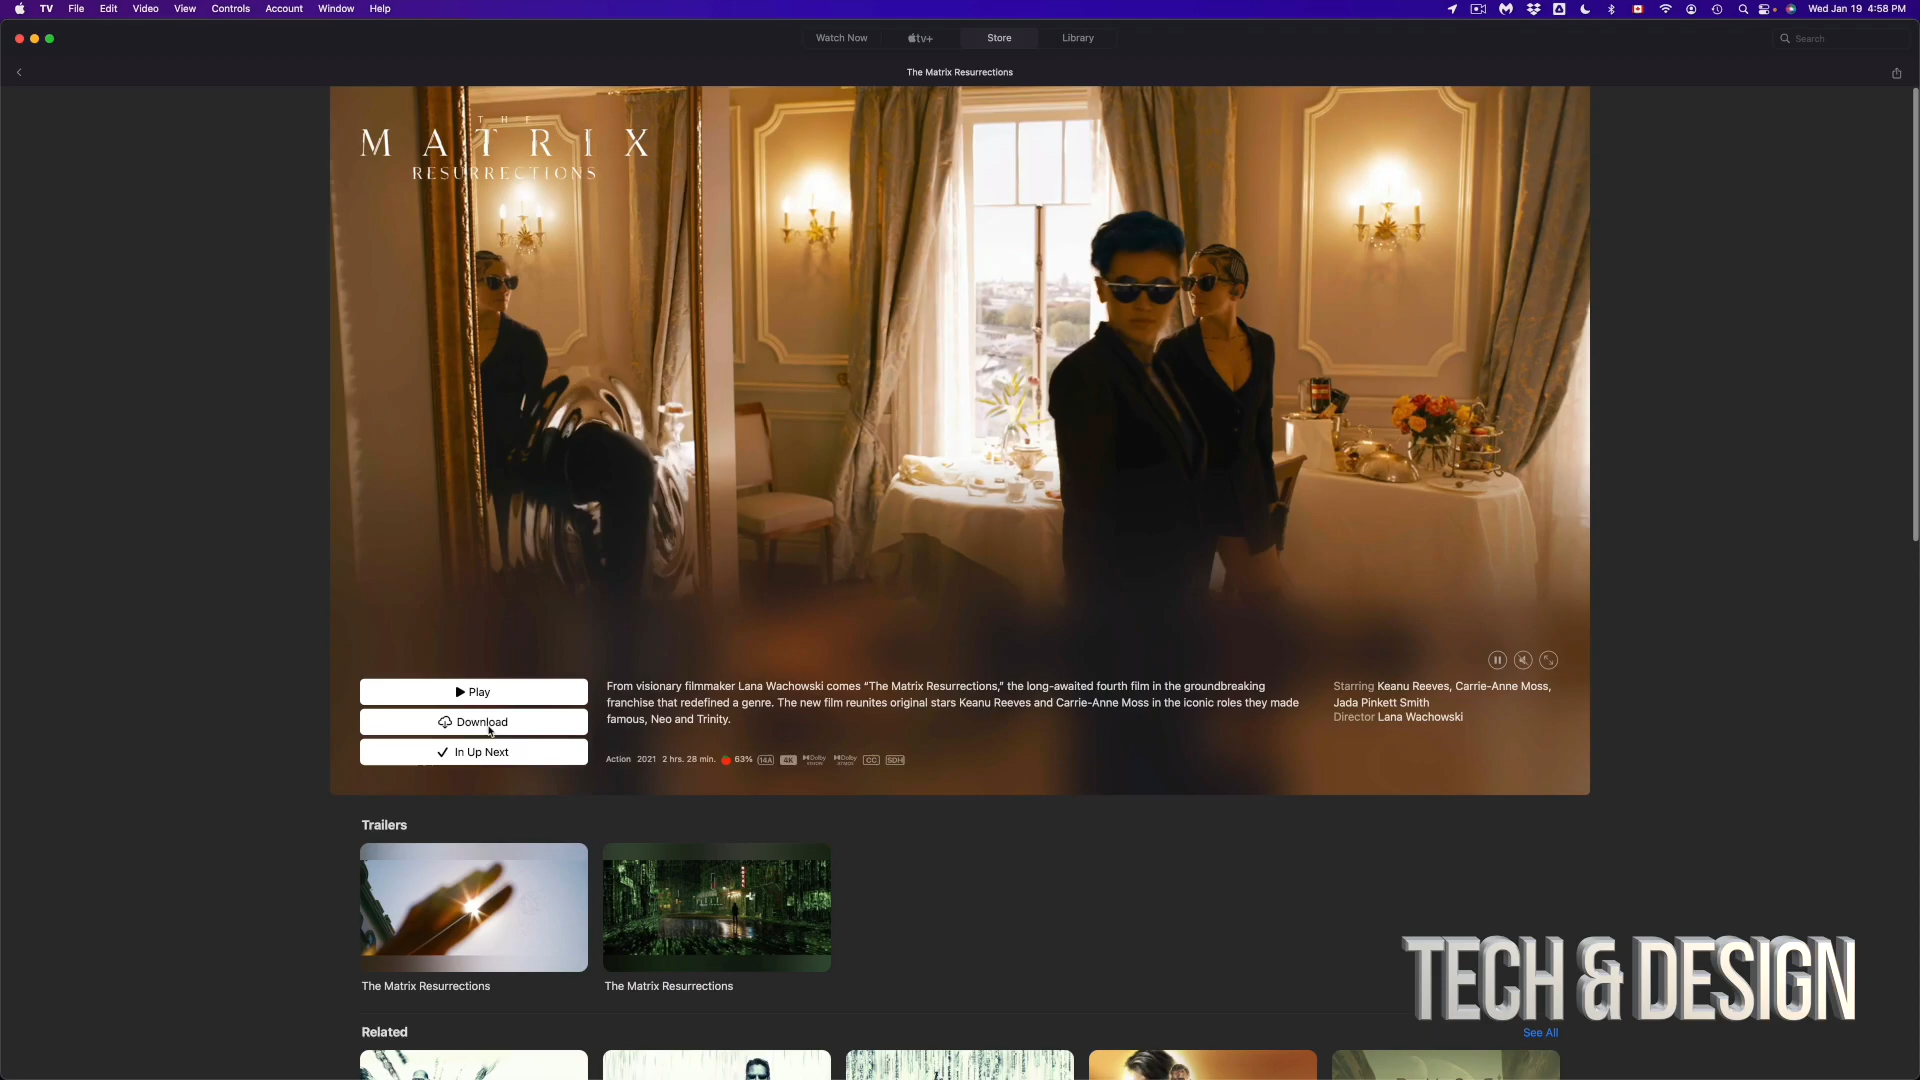 TV File Edit Video View Controls Account Window Help Wed Jan 19 4:58 PM
Watch Now tv+ Store Library Search
The Matrix Resurrections
THE
MATRIX
RESURRECTIONS
Play
Download
In Up Next
From visionary filmmaker Lana Wachowski comes “The Matrix Resurrections,” the long-awaited fourth film in the groundbreaking
franchise that redefined a genre. The new film reunites original stars Keanu Reeves and Carrie-Anne Moss in the iconic roles they made
famous, Neo and Trinity.
Starring Keanu Reeves, Carrie-Anne Moss,
Jada Pinkett Smith
Director Lana Wachowski
Action 2021 2 hrs. 28 min. 63% 14A 4K Dolby VISION Dolby ATMOS CC SDH
Trailers
The Matrix Resurrections The Matrix Resurrections
Related See All
TECH & DESIGN